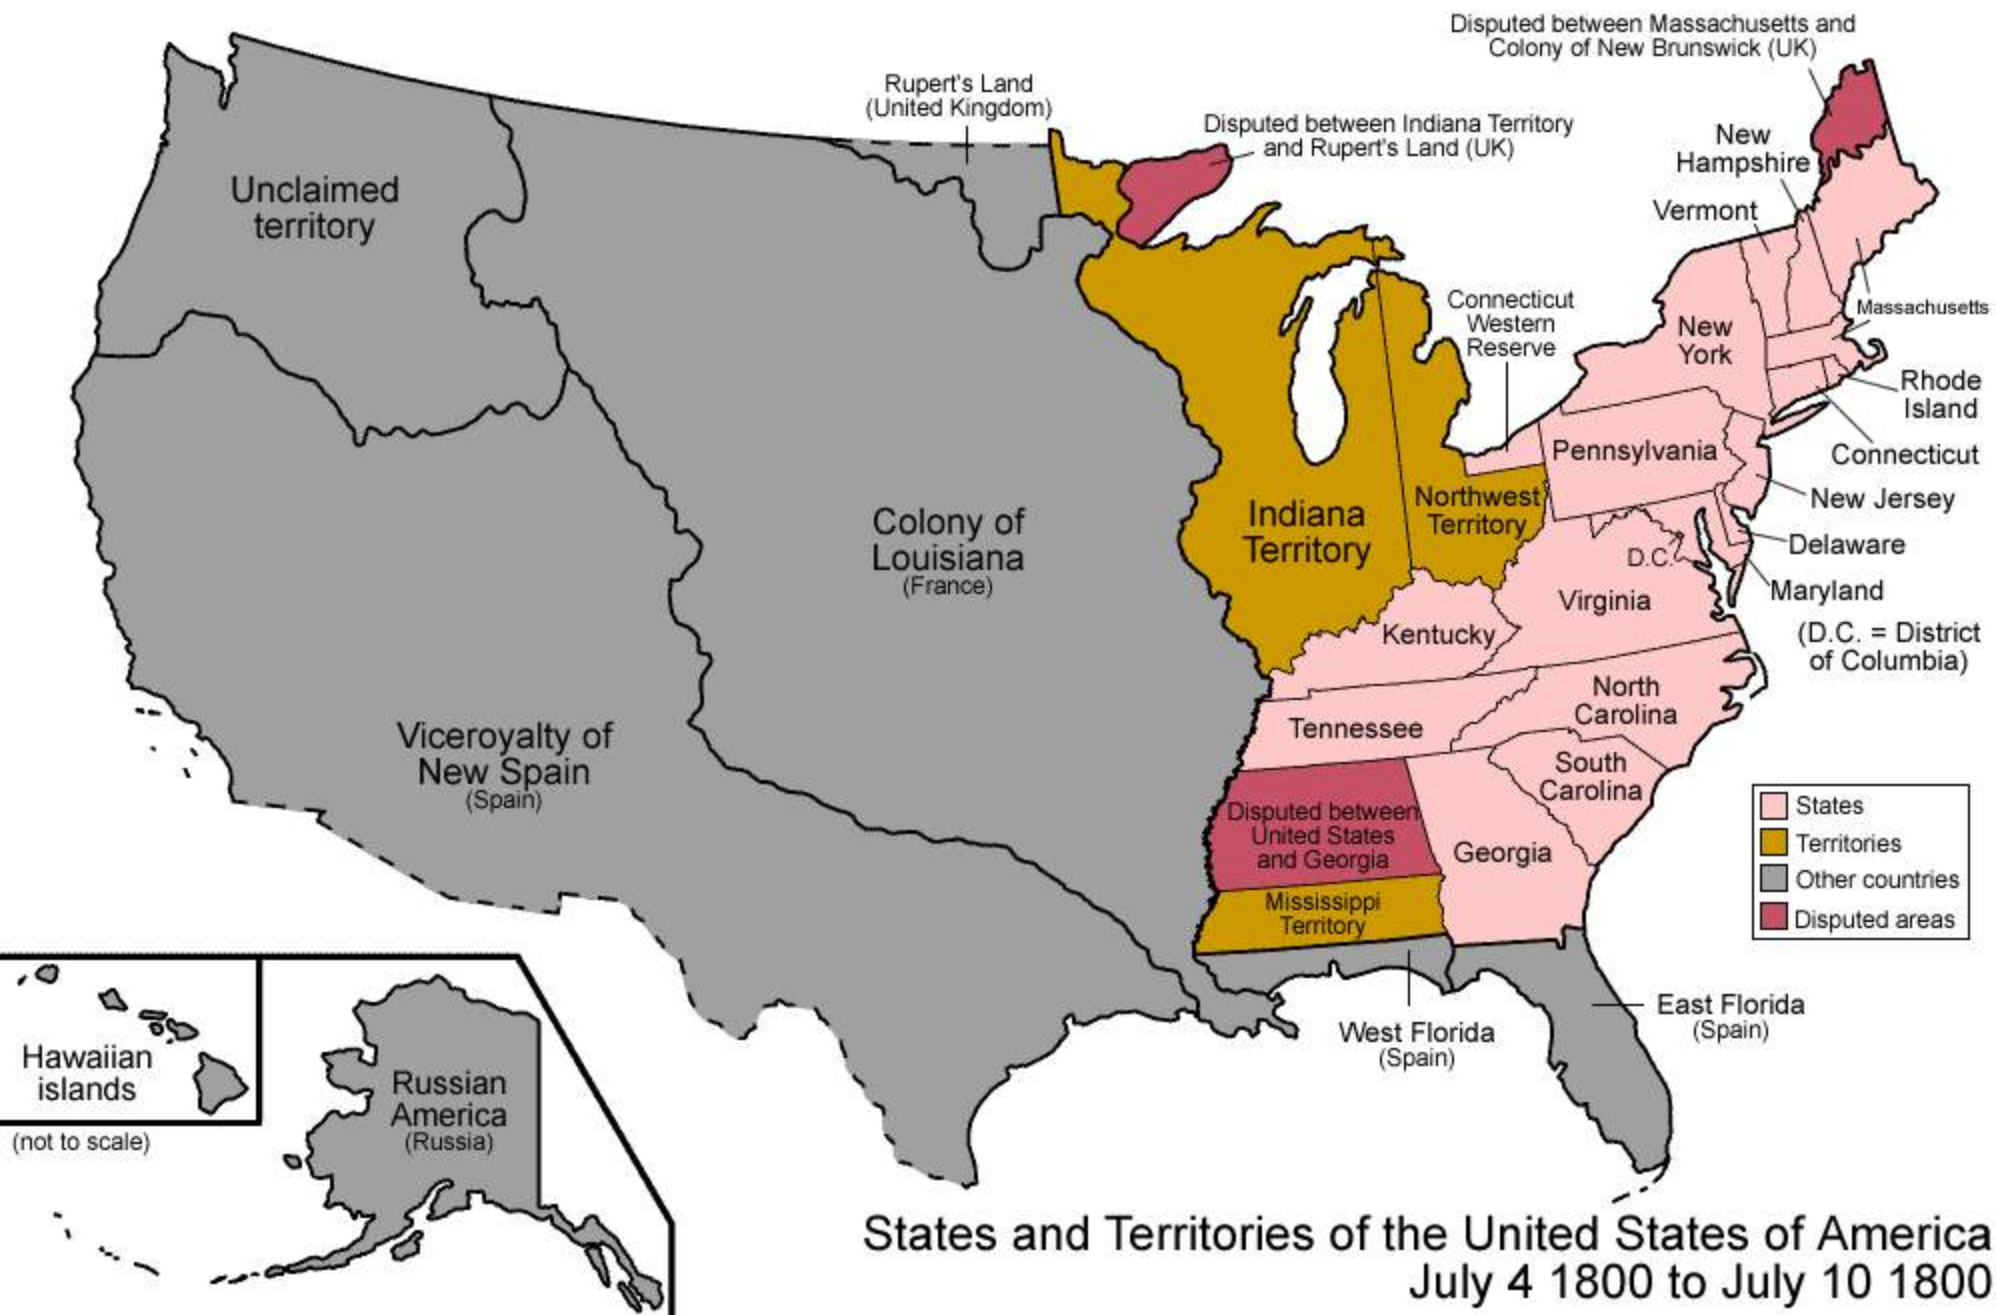 Disputed between Massachusetts and
Colony of New Brunswick (UK)
Rupert's Land
(United Kingdom)
Disputed between Indiana Territory
and Rupert's Land (UK)
New
Hampshire
Vermont
Unclaimed
territory
Connecticut
Western
Reserve
Massachusetts
New
York
Rhode
Island
Pennsylvania
Connecticut
New Jersey
Northwest
Territory
Indiana
Territory
Colony of
Louisiana
(France)
Delaware
D.C.
Maryland
Virginia
(D.C. = District
of Columbia)
Kentucky
North
Carolina
Tennessee
Viceroyalty of
New Spain
(Spain)
South
Carolina
Disputed between
United States
and Georgia
Georgia
States
Territories
Other countries
Disputed areas
Mississippi
Territory
East Florida
(Spain)
West Florida
(Spain)
Hawaiian
islands
(not to scale)
Russian
America
(Russia)
States and Territories of the United States of America
July 4 1800 to July 10 1800